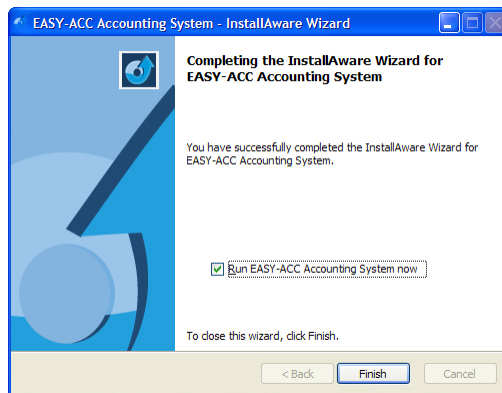 EASY-ACC Accounting System - InstallAware Wizard
Completing the InstallAware Wizard for
EASY-ACC Accounting System
You have successfully completed the InstallAware Wizard for
EASY-ACC Accounting System.
Run EASY-ACC Accounting System now
To close this wizard, click Finish.
< Back Finish Cancel